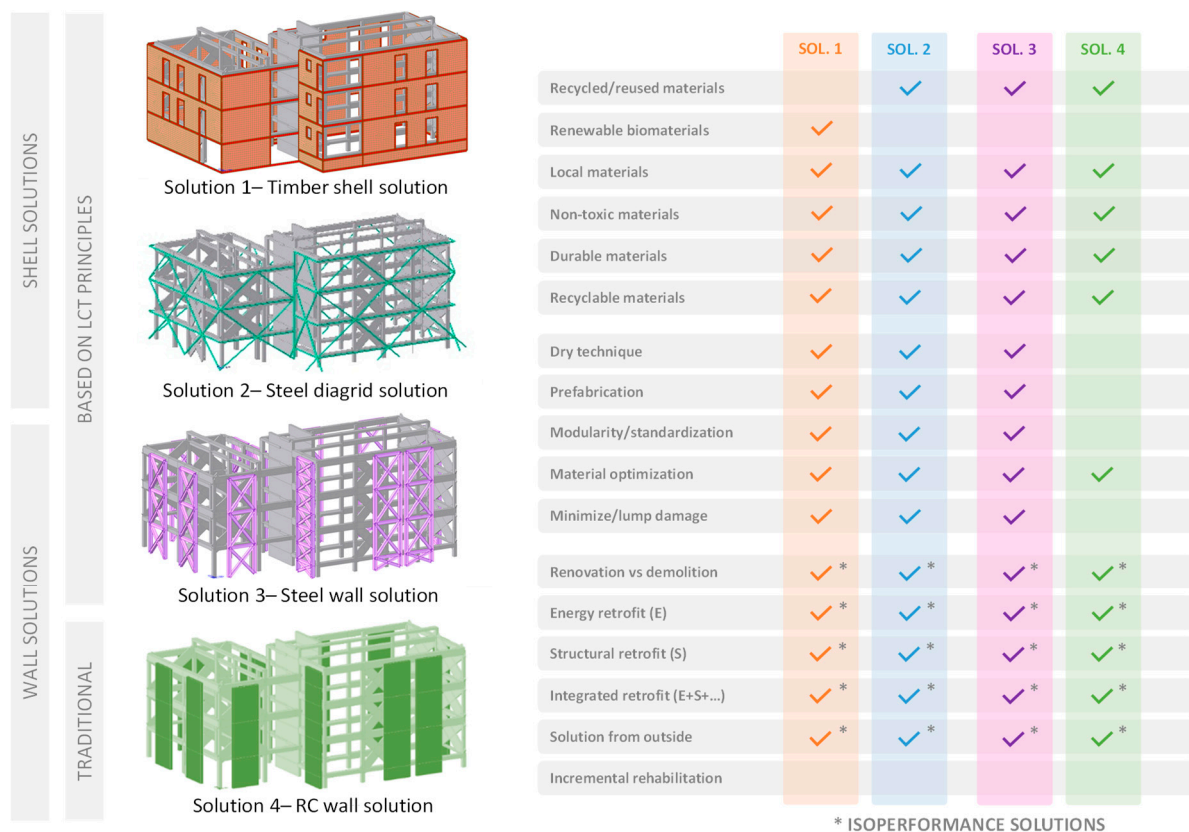 SHELL SOLUTIONS
WALL SOLUTIONS
BASED ON LCT PRINCIPLES
TRADITIONAL
Solution 1– Timber shell solution
Solution 2– Steel diagrid solution
Solution 3– Steel wall solution
Solution 4– RC wall solution
SOL. 1 SOL. 2 SOL. 3 SOL. 4
Recycled/reused materials ✓ ✓ ✓
Renewable biomaterials ✓
Local materials ✓ ✓ ✓ ✓
Non-toxic materials ✓ ✓ ✓ ✓
Durable materials ✓ ✓ ✓ ✓
Recyclable materials ✓ ✓ ✓ ✓
Dry technique ✓ ✓ ✓
Prefabrication ✓ ✓ ✓
Modularity/standardization ✓ ✓ ✓
Material optimization ✓ ✓ ✓ ✓
Minimize/lump damage ✓ ✓ ✓
Renovation vs demolition ✓* ✓* ✓* ✓*
Energy retrofit (E) ✓* ✓* ✓* ✓*
Structural retrofit (S) ✓* ✓* ✓* ✓*
Integrated retrofit (E+S+...) ✓* ✓* ✓* ✓*
Solution from outside ✓* ✓* ✓* ✓*
Incremental rehabilitation
* ISOPERFORMANCE SOLUTIONS